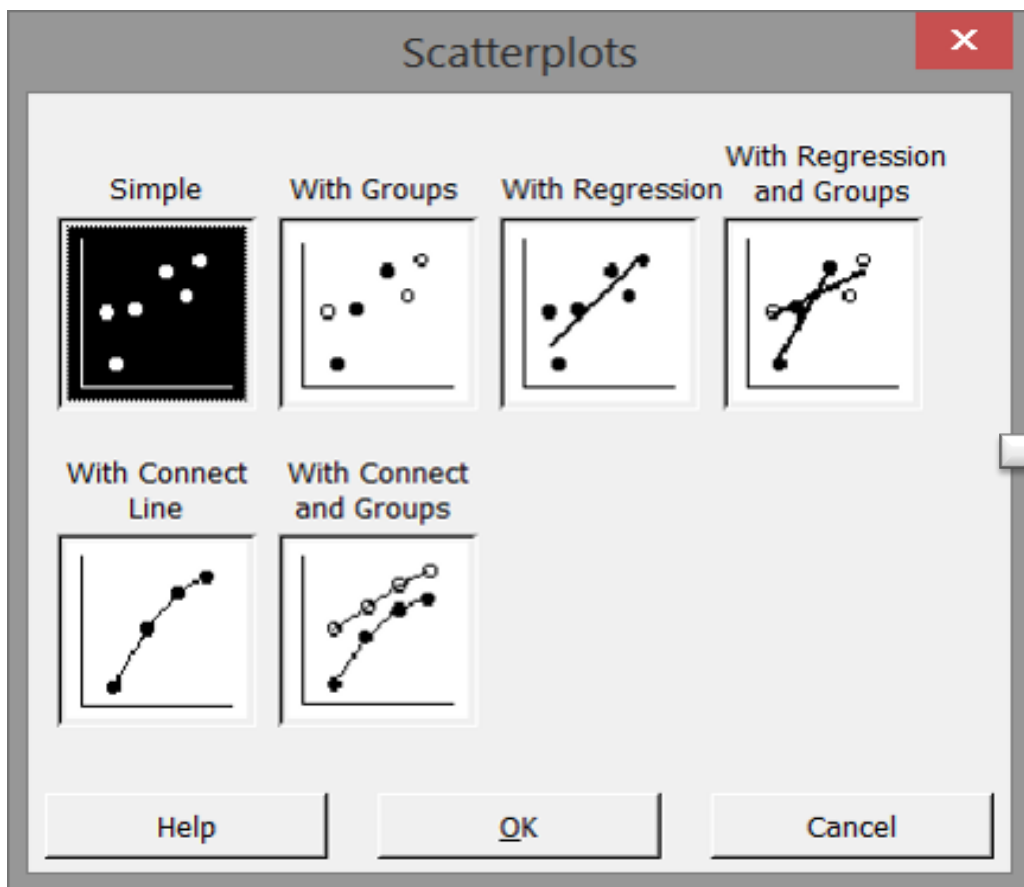 Scatterplots
Simple
With Groups
With Regression
With Regression
and Groups
With Connect
Line
With Connect
and Groups
Help
OK
Cancel